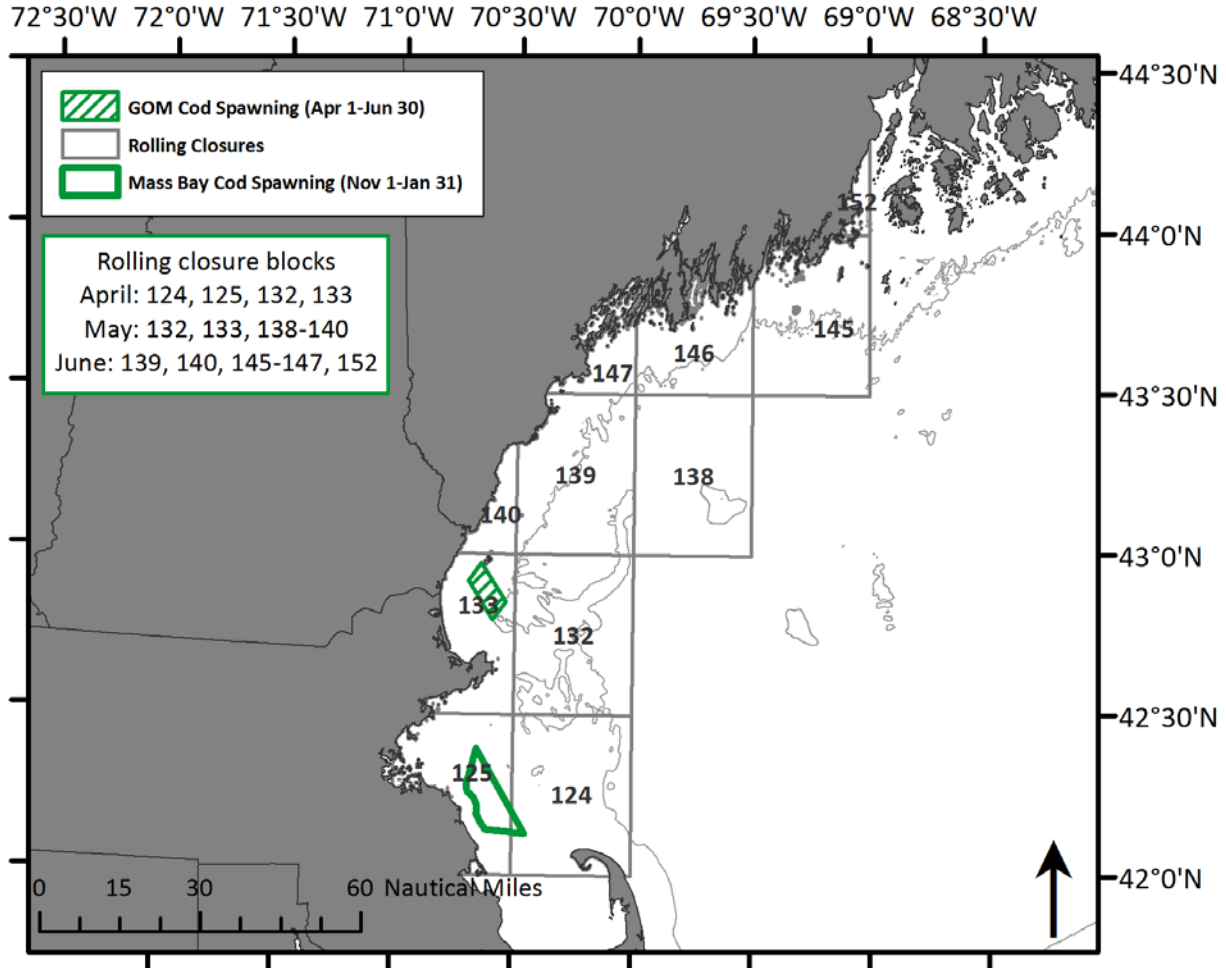 72°30'W 72°0'W 71°30'W 71°0'W 70°30'W 70°0'W 69°30'W 69°0'W 68°30'W
44°30'N
GOM Cod Spawning (Apr 1-Jun 30)
Rolling Closures
Mass Bay Cod Spawning (Nov 1-Jan 31)
152
44°0'N
Rolling closure blocks
April: 124, 125, 132, 133
May: 132, 133, 138-140
June: 139, 140, 145-147, 152
145
146
147
43°30'N
139
138
140
43°0'N
133
132
42°30'N
125
124
42°0'N
0 15 30 60 Nautical Miles